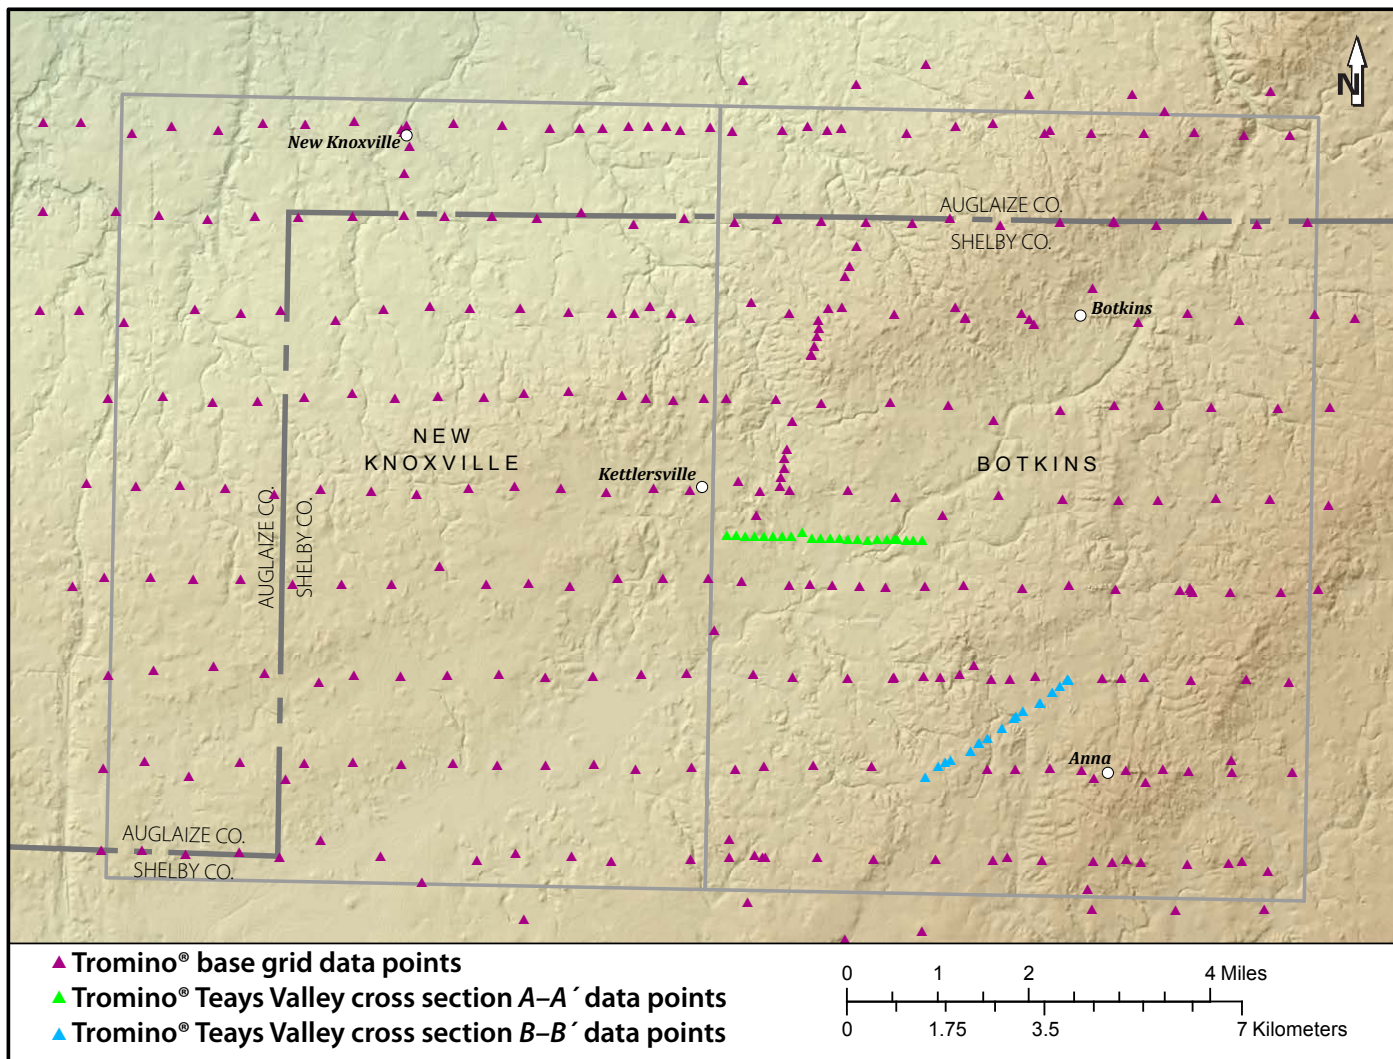 N
New Knoxville
AUGLAIZE CO.
SHELBY CO.
Botkins
NEW
KNOXVILLE
BOTKINS
Kettlersville
AUGLAIZE CO.
SHELBY CO.
Anna
AUGLAIZE CO.
SHELBY CO.
Tromino® base grid data points
Tromino® Teays Valley cross section A–A´ data points
Tromino® Teays Valley cross section B–B´ data points
0 1 2 4 Miles
0 1.75 3.5 7 Kilometers